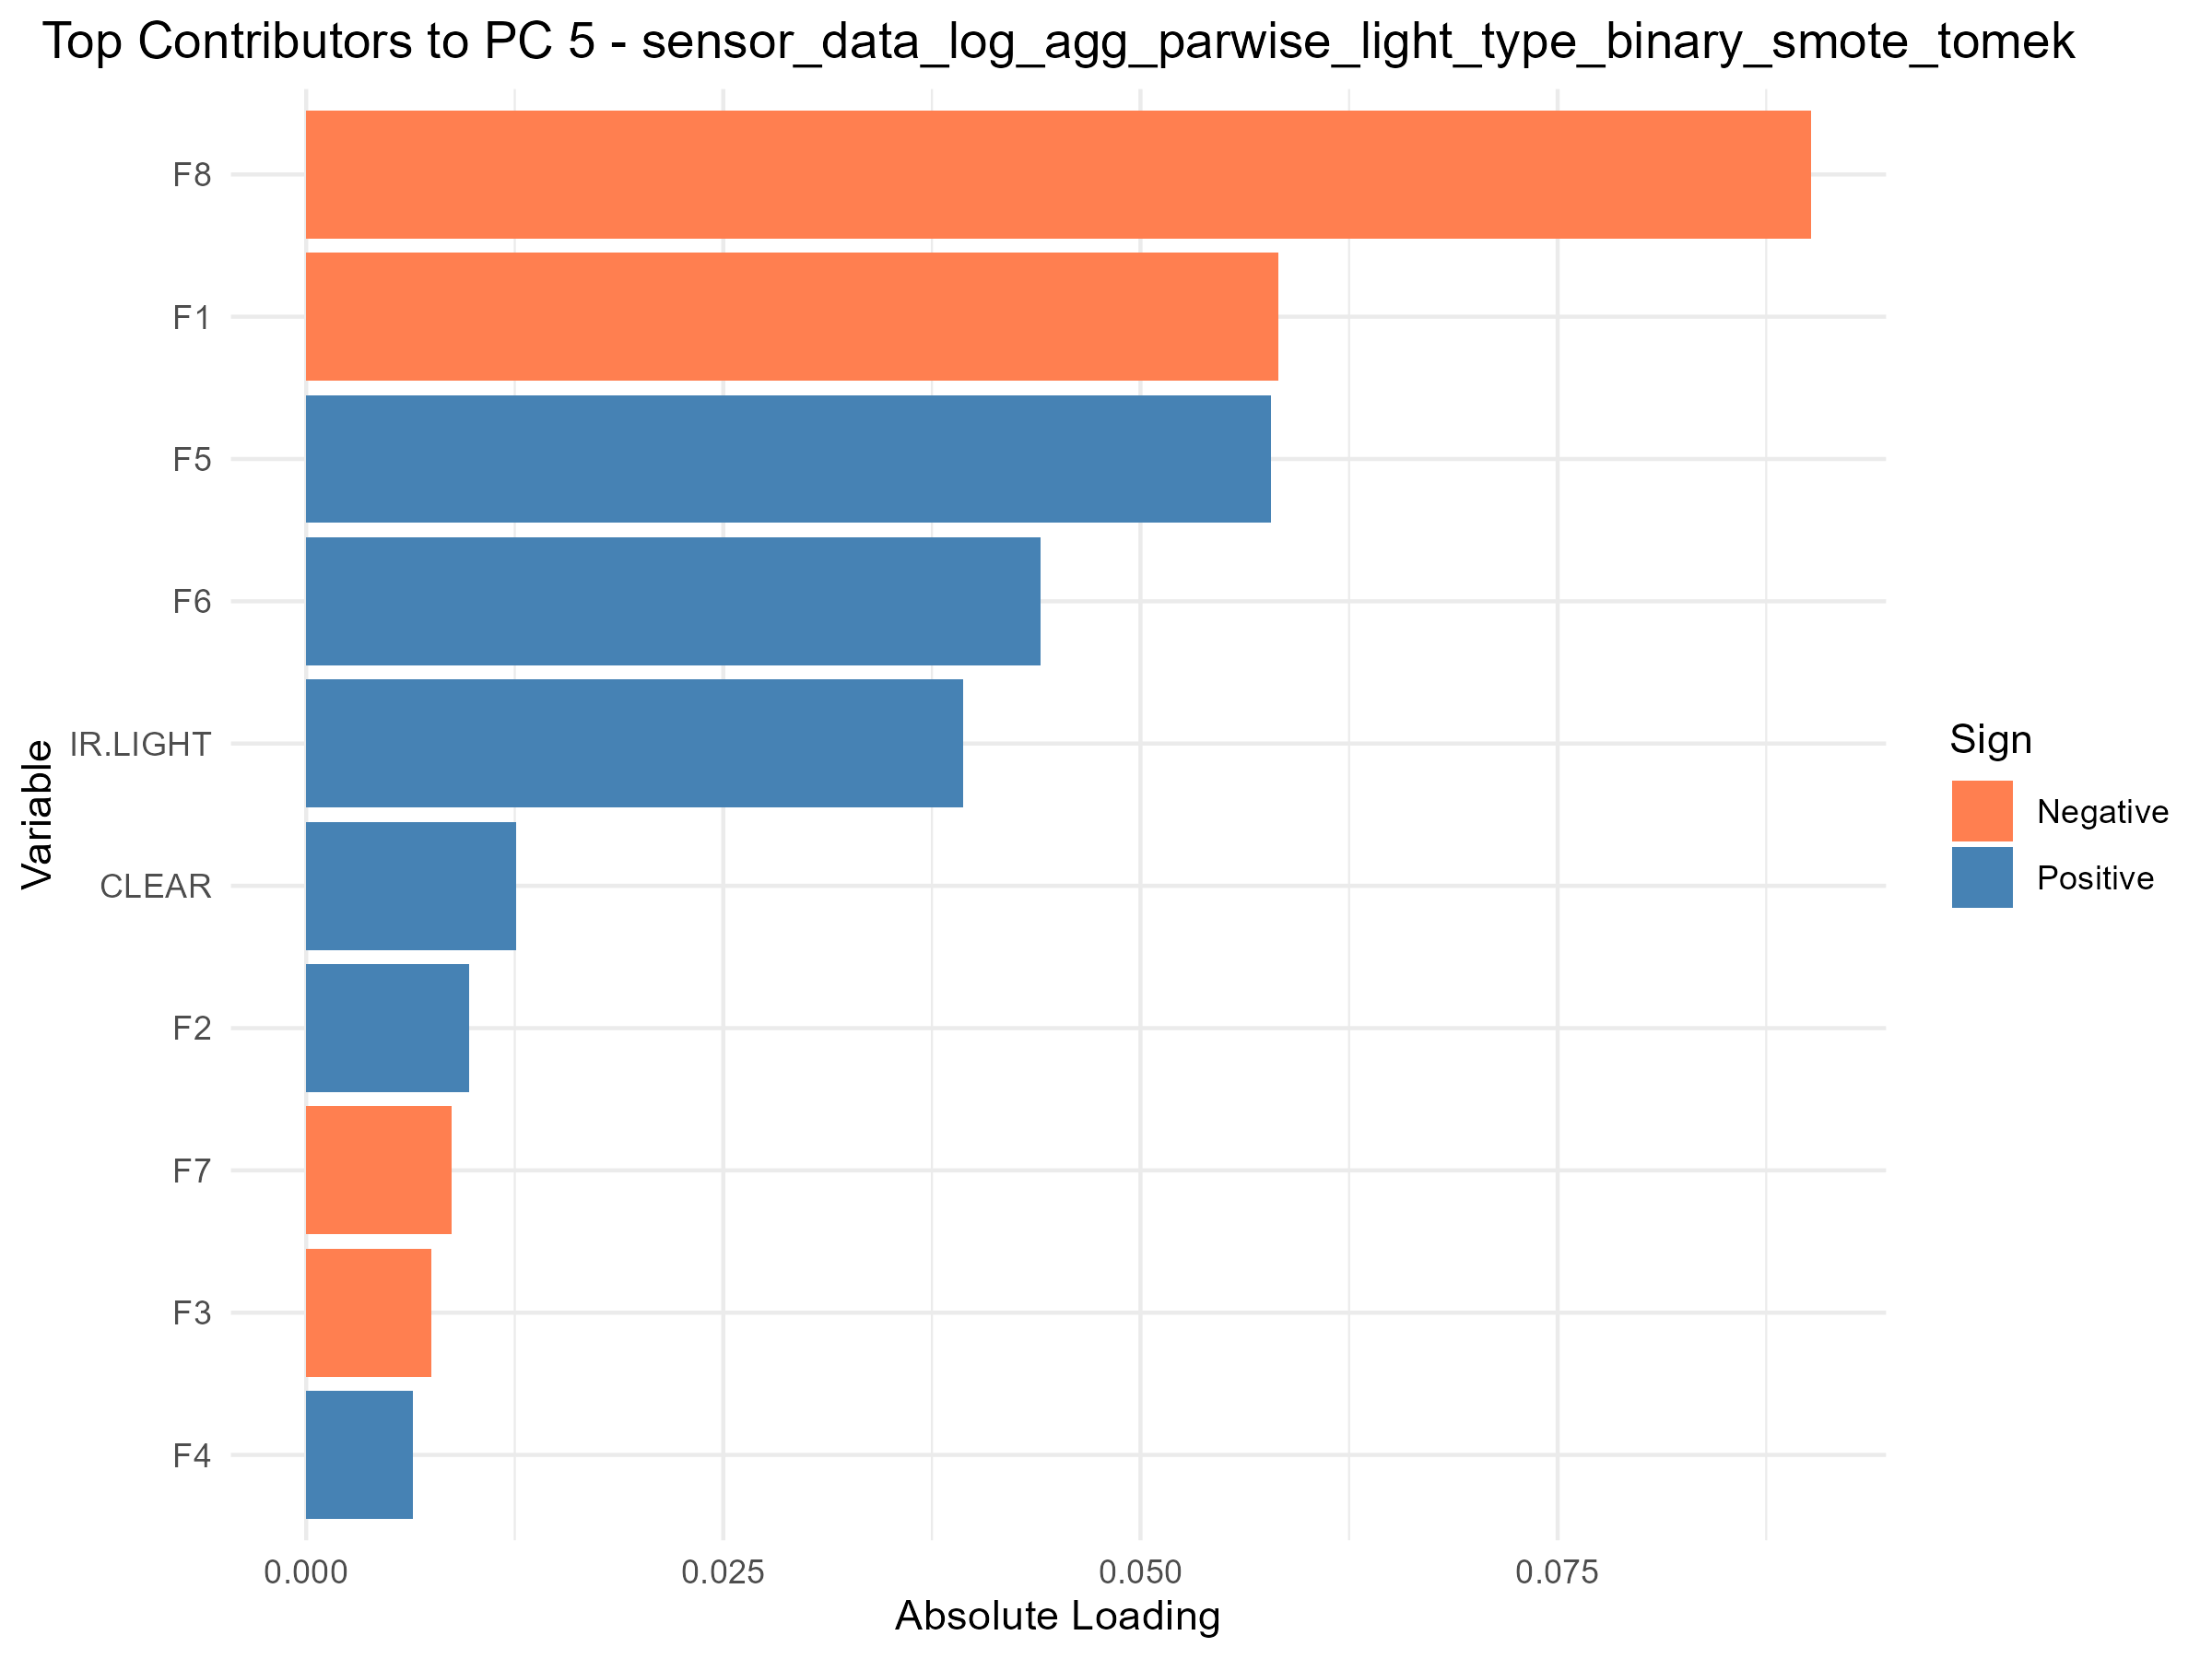 Top Contributors to PC 5 - sensor_data_log_agg_parwise_light_type_binary_smote_tomek
F8
F1
F5
F6
IR.LIGHT
CLEAR
F2
F7
F3
F4
Variable
0.000 0.025 0.050 0.075
Absolute Loading
Sign
Negative
Positive